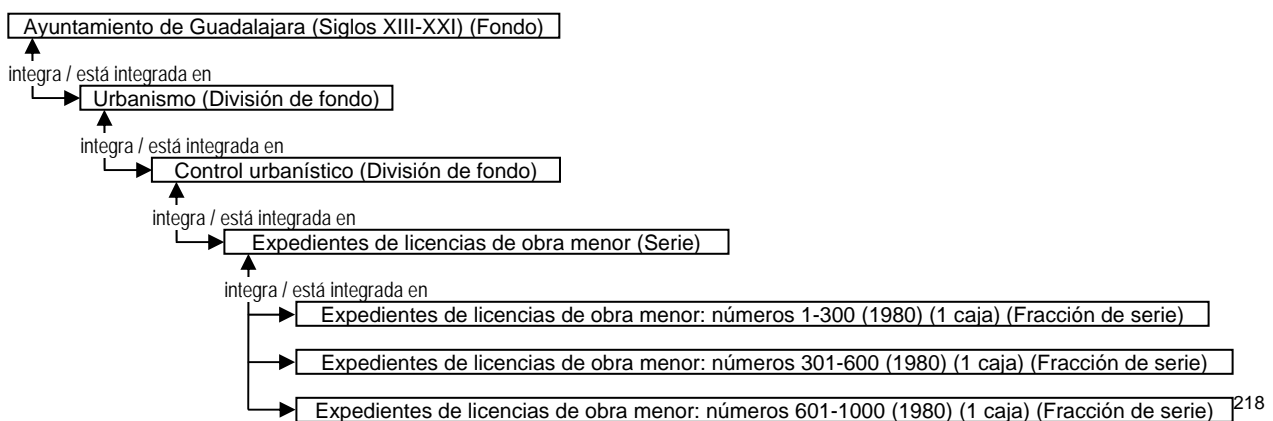 Ayuntamiento de Guadalajara (Siglos XIII-XXI) (Fondo)
integra / está integrada en
Urbanismo (División de fondo)
integra / está integrada en
Control urbanístico (División de fondo)
integra / está integrada en
Expedientes de licencias de obra menor (Serie)
integra / está integrada en
Expedientes de licencias de obra menor: números 1-300 (1980) (1 caja) (Fracción de serie)
Expedientes de licencias de obra menor: números 301-600 (1980) (1 caja) (Fracción de serie)
Expedientes de licencias de obra menor: números 601-1000 (1980) (1 caja) (Fracción de serie) 218